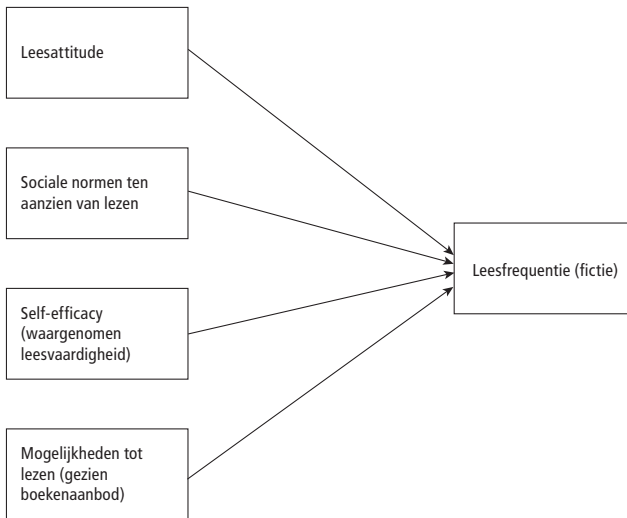 Leesattitude
Sociale normen ten
aanzien van lezen
Leesfrequentie (fictie)
Self-efficacy
(waargenomen
leesvaardigheid)
Mogelijkheden tot
lezen (gezien
boekenaanbod)